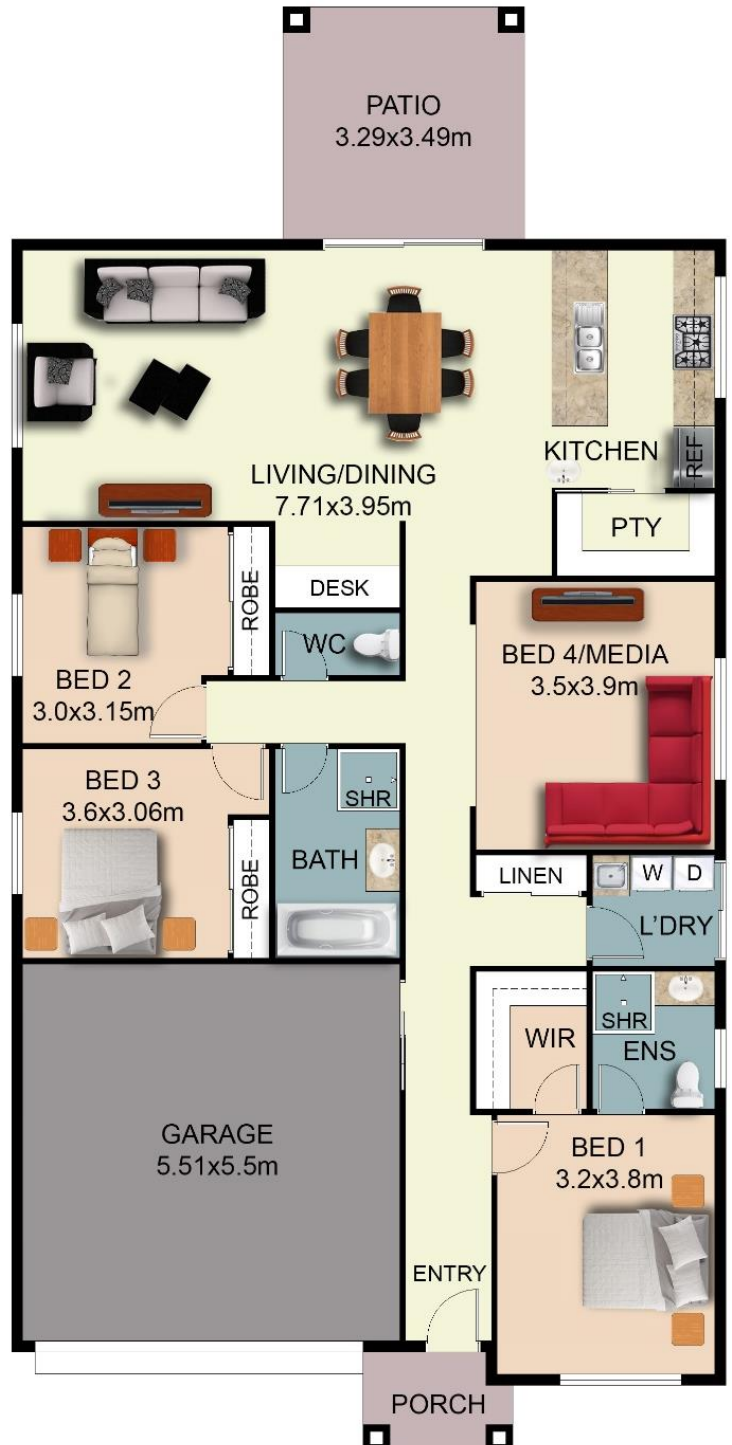 PATIO
3.29x3.49m
KITCHEN
REF
LIVING/DINING
7.71x3.95m
PTY
DESK
ROBE
WC
BED 2
3.0x3.15m
BED 4/MEDIA
3.5x3.9m
BED 3
3.6x3.06m
SHR
BATH
ROBE
LINEN
W
D
L'DRY
WIR
SHR
ENS
GARAGE
5.51x5.5m
BED 1
3.2x3.8m
ENTRY
PORCH